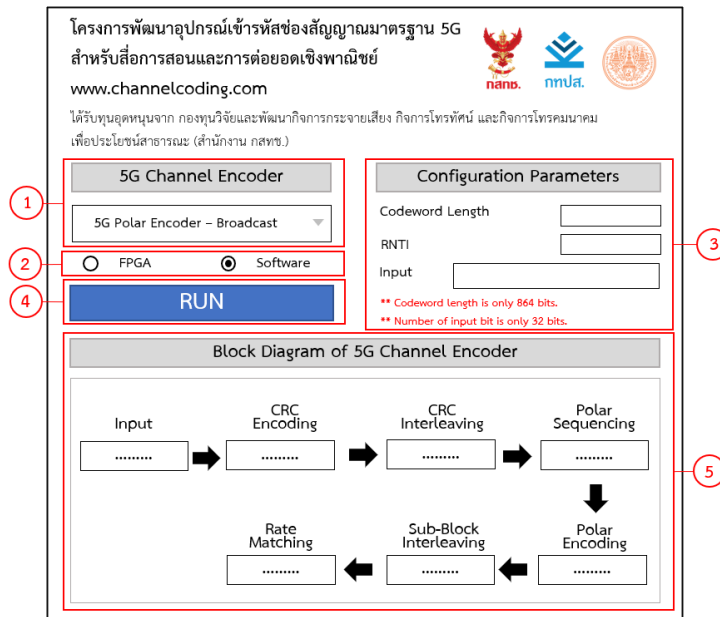 โครงการพัฒนาอุปกรณ์เข้ารหัสช่องสัญญาณมาตรฐาน 5G
สำหรับสื่อการสอนและการต่อยอดเชิงพาณิชย์
www.channelcoding.com
กสทช.
กทปส.
ได้รับทุนอุดหนุนจาก กองทุนวิจัยและพัฒนากิจการกระจายเสียง กิจการโทรทัศน์ และกิจการโทรคมนาคม
เพื่อประโยชน์สาธารณะ (สำนักงาน กสทช.)
1
5G Channel Encoder
5G Polar Encoder – Broadcast
2
FPGA
Software
4
RUN
Configuration Parameters
Codeword Length
RNTI
Input
** Codeword length is only 864 bits.
** Number of input bit is only 32 bits.
3
Block Diagram of 5G Channel Encoder
Input
.........
CRC
Encoding
.........
CRC
Interleaving
.........
Polar
Sequencing
.........
Polar
Encoding
.........
Sub-Block
Interleaving
.........
Rate
Matching
.........
5